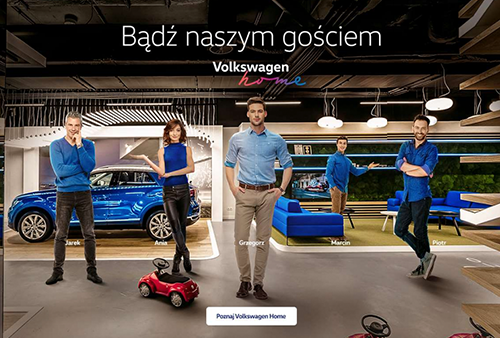 Bądź naszym gościem
Volkswagen
home
Jarek
Ania
Grzegorz
Marcin
Piotr
Poznaj Volkswagen Home